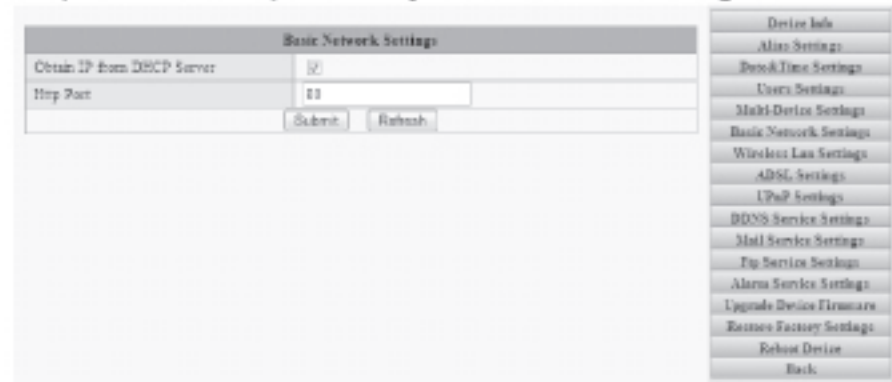 Basic Network Settings
Obtain IP from DHCP Server
Http Port
Submit Refresh
Device Info
Alias Settings
Date&Time Settings
Users Settings
Multi-Device Settings
Basic Network Settings
Wireless Lan Settings
ADSL Settings
UPnP Settings
DDNS Service Settings
Mail Service Settings
Ftp Service Settings
Alarm Service Settings
Upgrade Device Firmware
Restore Factory Settings
Reboot Device
Back